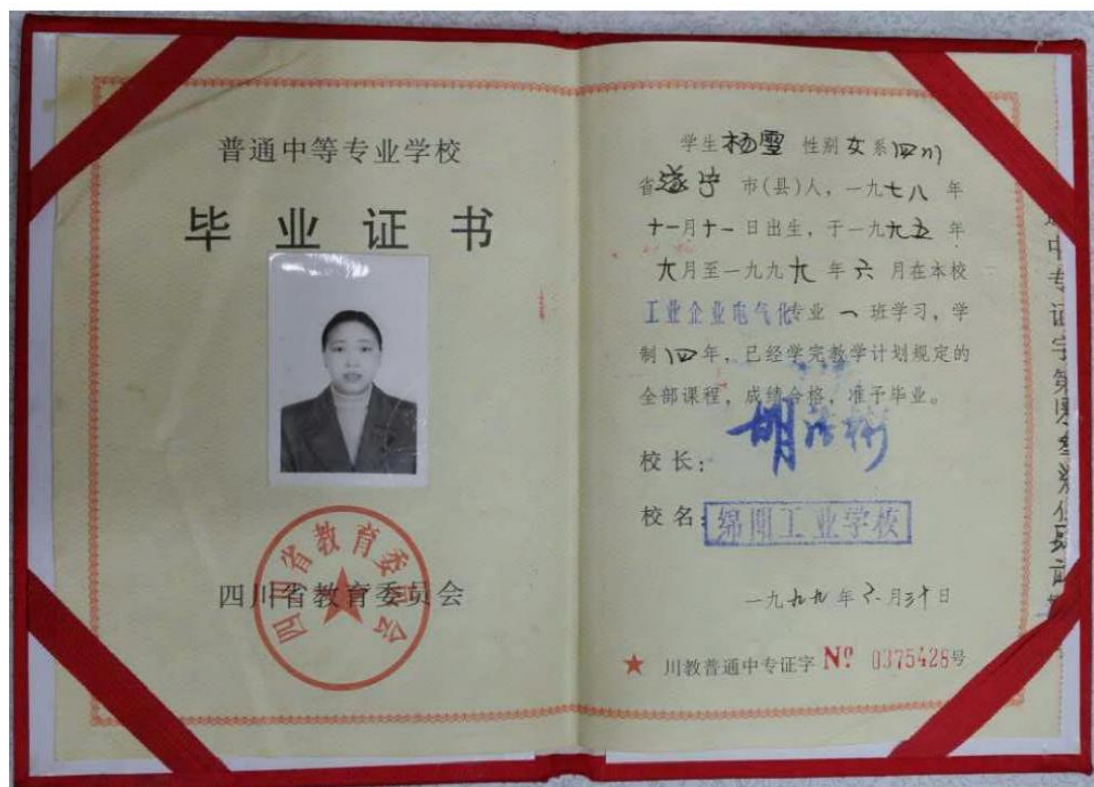 普通中等专业学校
毕业证书
四川省教育委员会
四川省教育委员会
学生杨雪 性别女系四川
省遂宁 市(县)人,一九七八 年
十一月十一日出生,于一九九五 年
九月至一九九九 年 六 月在本校
工业企业电气化专业 一 班学习,学
制 四年,已经学完教学计划规定的
全部课程,成绩合格,准予毕业。
校长:
校名:绵阳工业学校
一九九九 年 六 月三十日
★ 川教普通中专证字 Nº 0375428号
中专证字第